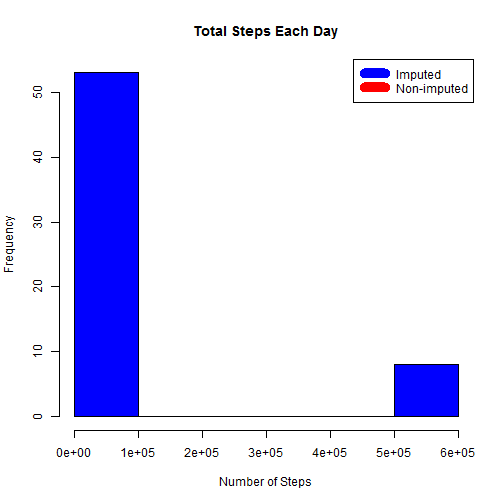 Total Steps Each Day
Imputed
Non-imputed
50
40
30
20
10
0
Frequency
0e+00 1e+05 2e+05 3e+05 4e+05 5e+05 6e+05
Number of Steps